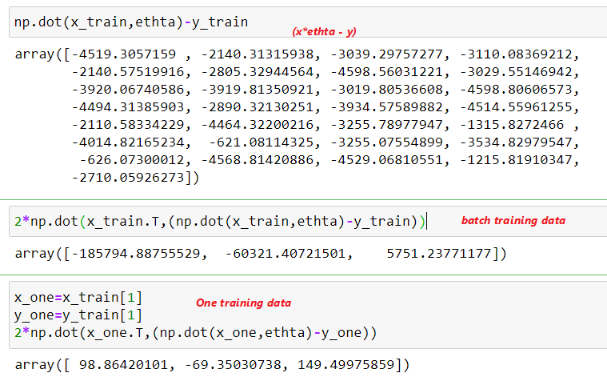 np.dot(x_train,ethta)-y_train
(x*ethta - y)
array([-4519.3057159 , -2140.31315938, -3039.29757277, -3110.08369212,
-2140.57519916, -2805.32944564, -4598.56031221, -3029.55146942,
-3920.06740586, -3919.81350921, -3019.80536608, -4598.80606573,
-4494.31385903, -2890.32130251, -3934.57589882, -4514.55961255,
-2110.58334229, -4464.32200216, -3255.78977947, -1315.8272466 ,
-4014.82165234, -621.08114325, -3255.07554899, -3534.82979547,
-626.07300012, -4568.81420886, -4529.06810551, -1215.81910347,
-2710.05926273])
2*np.dot(x_train.T,(np.dot(x_train,ethta)-y_train))
batch training data
array([-185794.88755529, -60321.40721501, 5751.23771177])
x_one=x_train[1]
One training data
y_one=y_train[1]
2*np.dot(x_one.T,(np.dot(x_one,ethta)-y_one))
array([ 98.86420101, -69.35030738, 149.49975859])